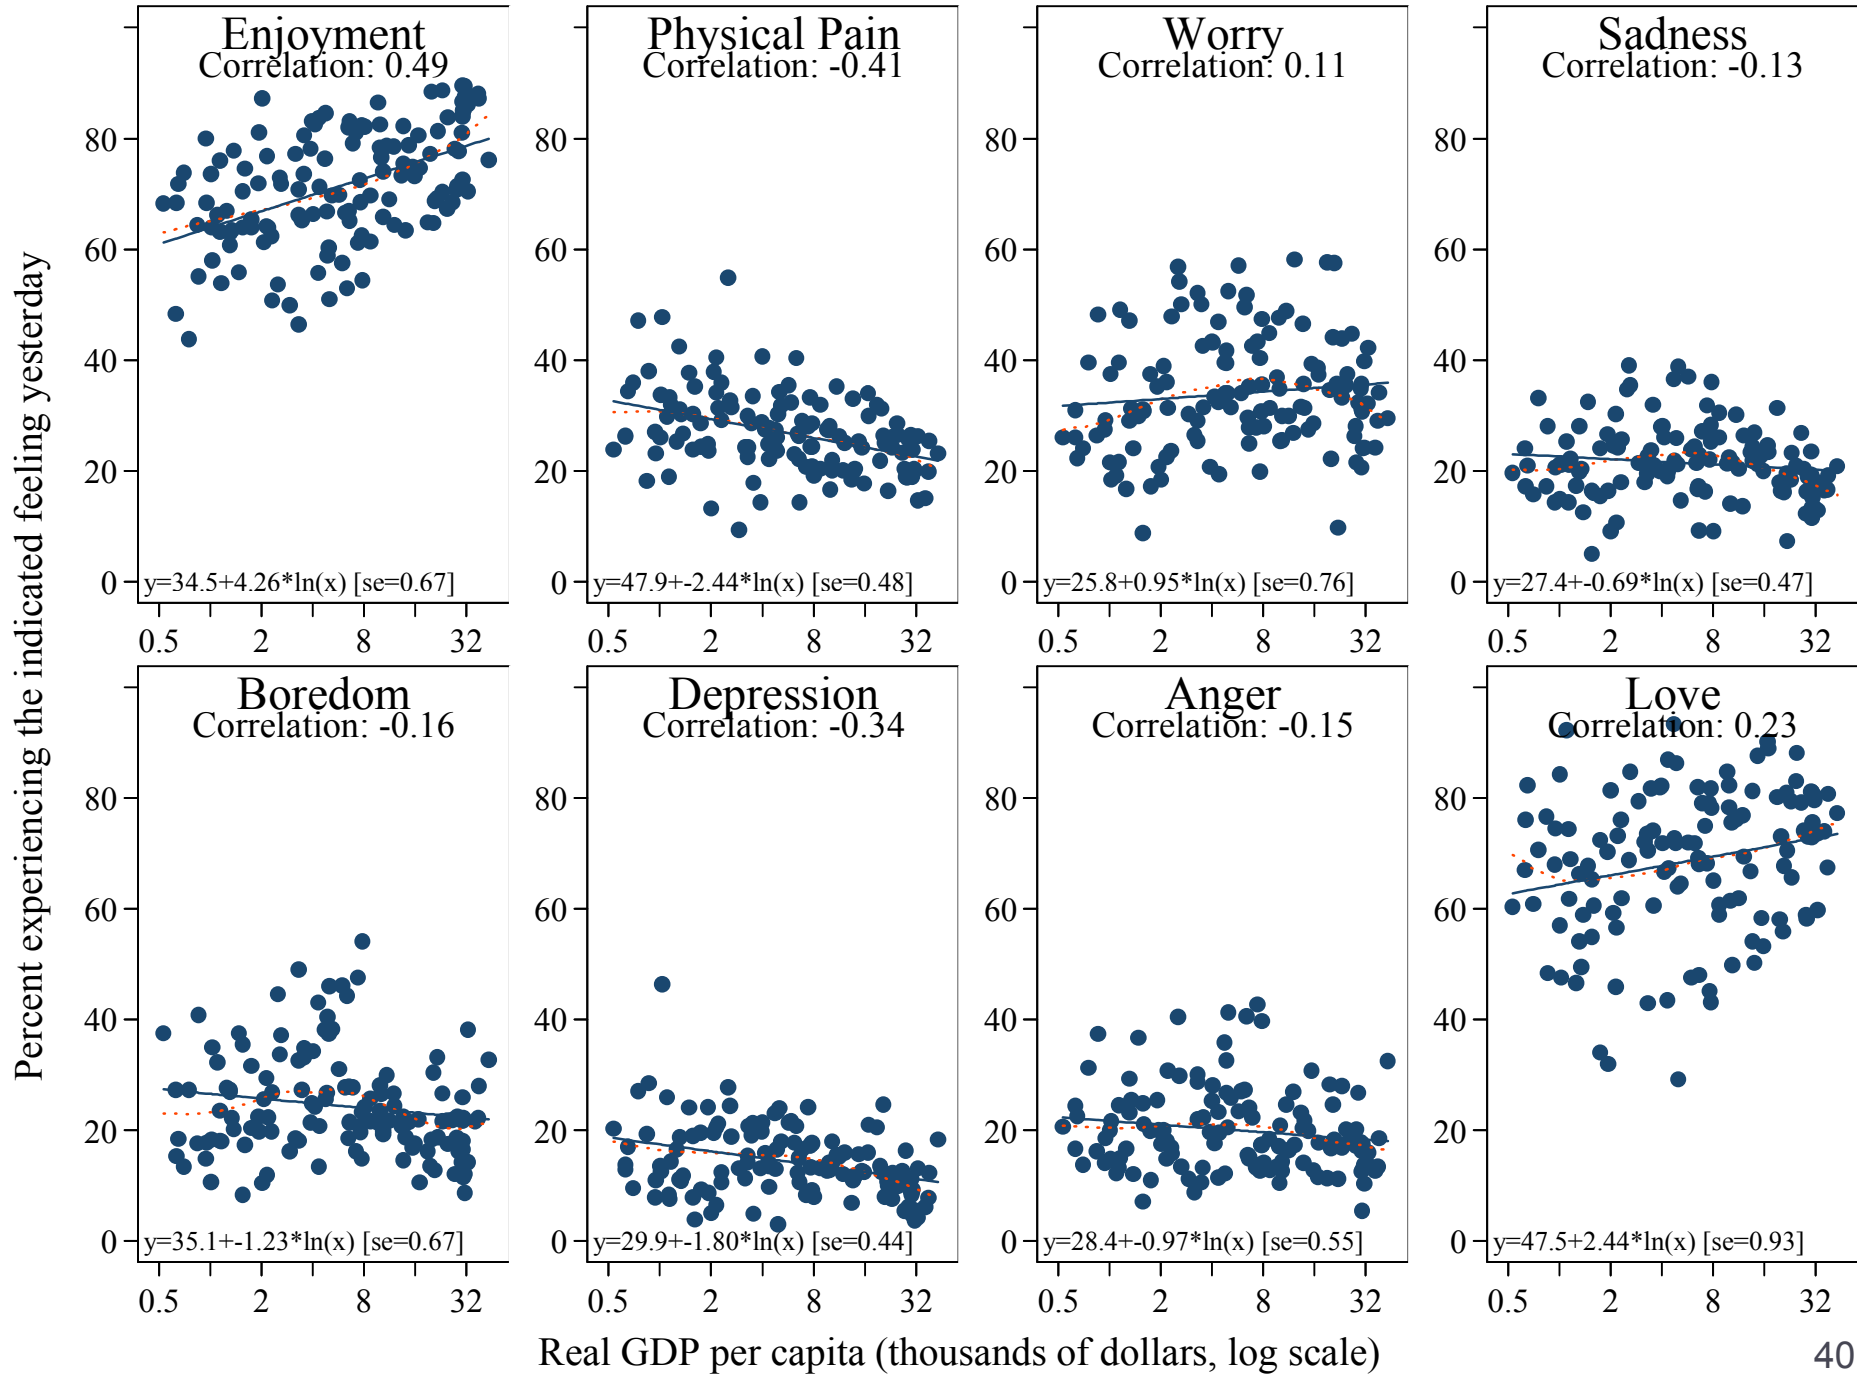 Percent experiencing the indicated feeling yesterday
Enjoyment
Correlation: 0.49
80
60
40
20
0
y=34.5+4.26*ln(x) [se=0.67]
0.5 2 8 32
Physical Pain
Correlation: -0.41
80
60
40
20
0
y=47.9+-2.44*ln(x) [se=0.48]
0.5 2 8 32
Worry
Correlation: 0.11
80
60
40
20
0
y=25.8+0.95*ln(x) [se=0.76]
0.5 2 8 32
Sadness
Correlation: -0.13
80
60
40
20
0
y=27.4+-0.69*ln(x) [se=0.47]
0.5 2 8 32
Boredom
Correlation: -0.16
80
60
40
20
0
y=35.1+-1.23*ln(x) [se=0.67]
0.5 2 8 32
Depression
Correlation: -0.34
80
60
40
20
0
y=29.9+-1.80*ln(x) [se=0.44]
0.5 2 8 32
Anger
Correlation: -0.15
80
60
40
20
0
y=28.4+-0.97*ln(x) [se=0.55]
0.5 2 8 32
Love
Correlation: 0.23
80
60
40
20
0
y=47.5+2.44*ln(x) [se=0.93]
0.5 2 8 32
Real GDP per capita (thousands of dollars, log scale)
40